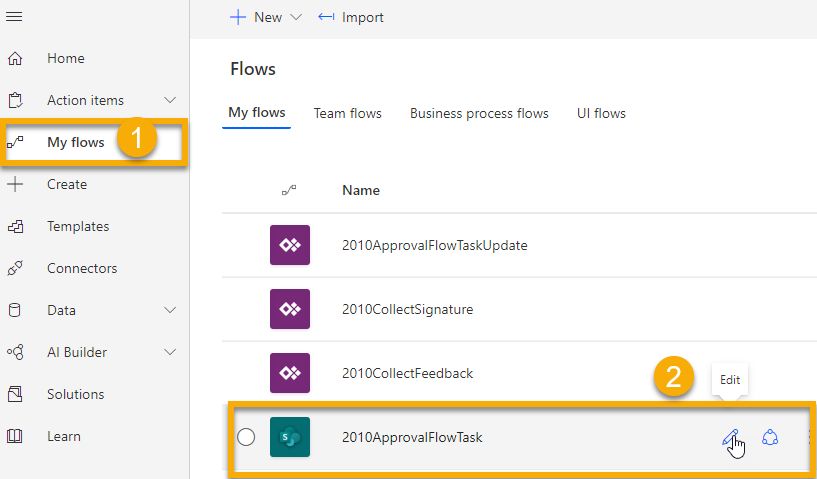 New
Import
Home
Action items
My flows
1
Create
Templates
Connectors
Data
AI Builder
Solutions
Learn
Flows
My flows
Team flows
Business process flows
UI flows
Name
2010ApprovalFlowTaskUpdate
2010CollectSignature
2010CollectFeedback
2
Edit
S
2010ApprovalFlowTask